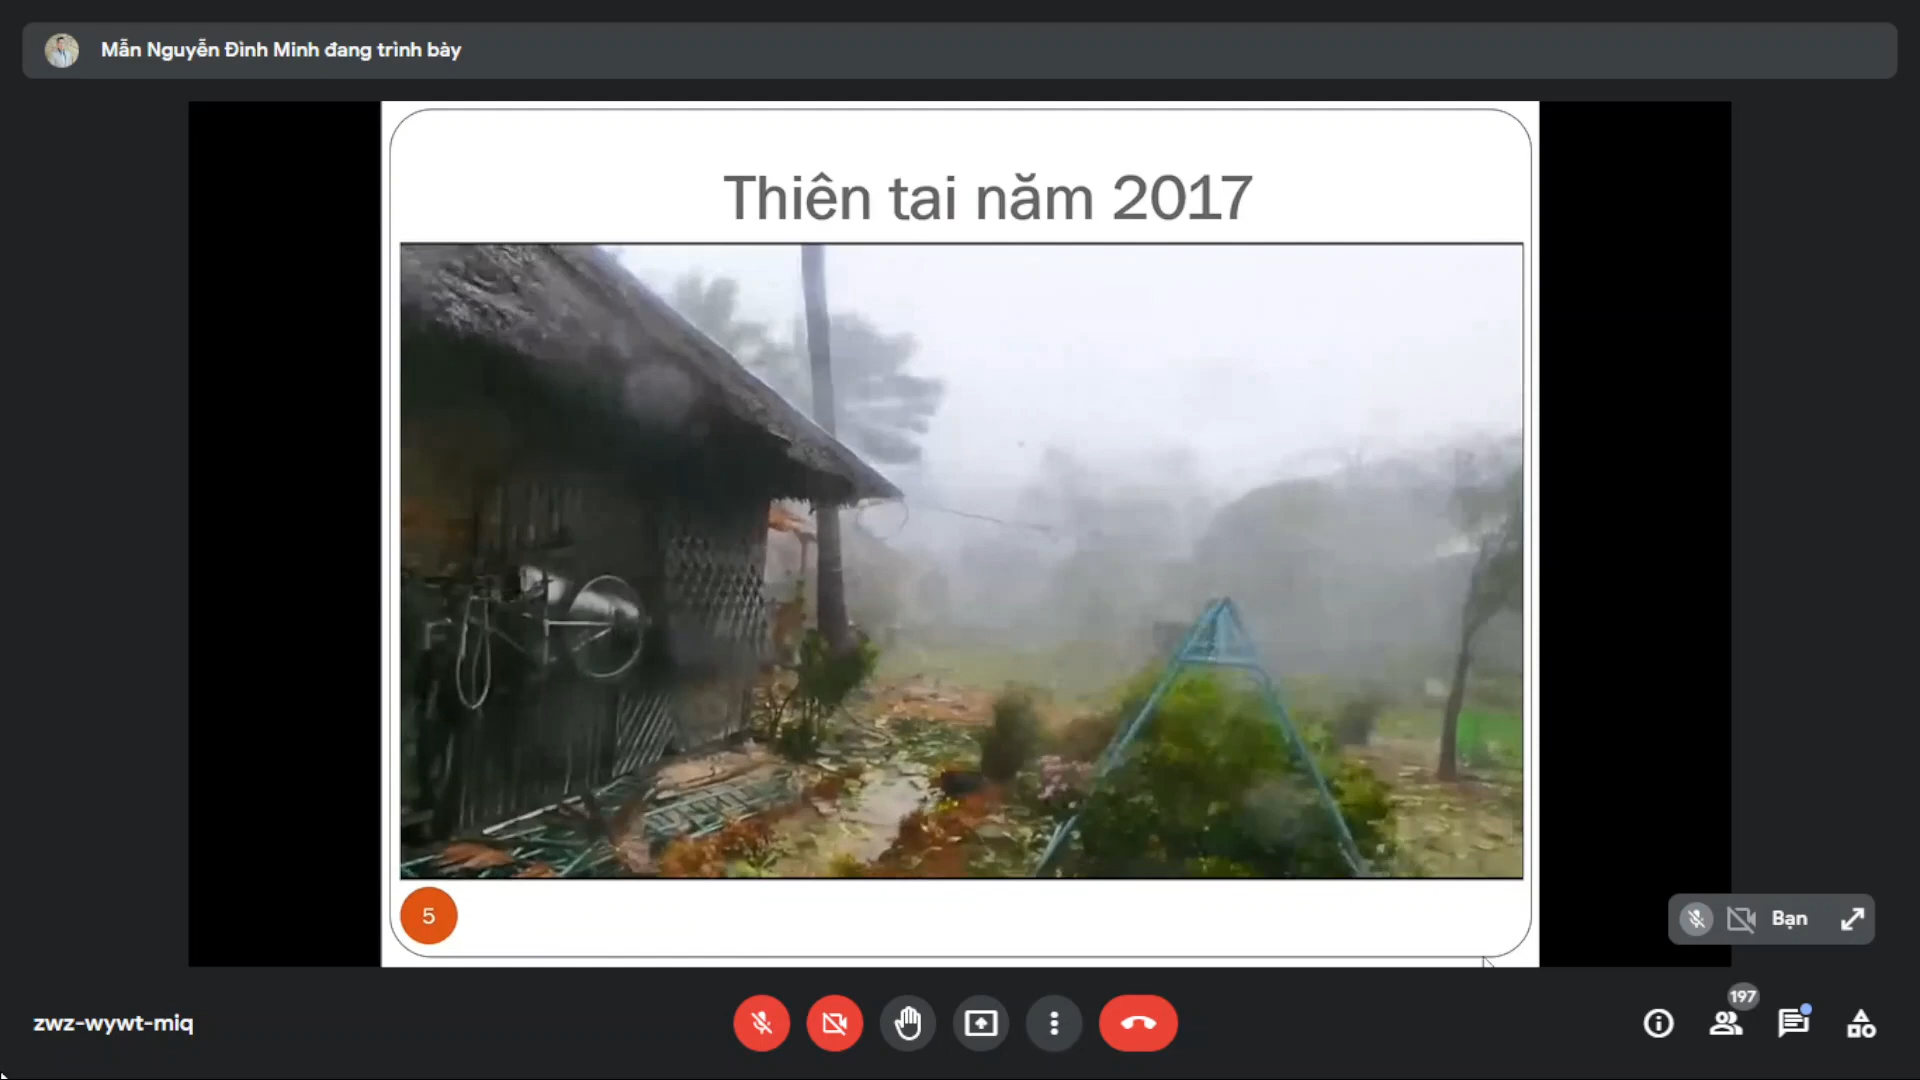 Mẫn Nguyễn Đình Minh đang trình bày
Thiên tai năm 2017
5
Bạn
197
zwz-wywt-miq